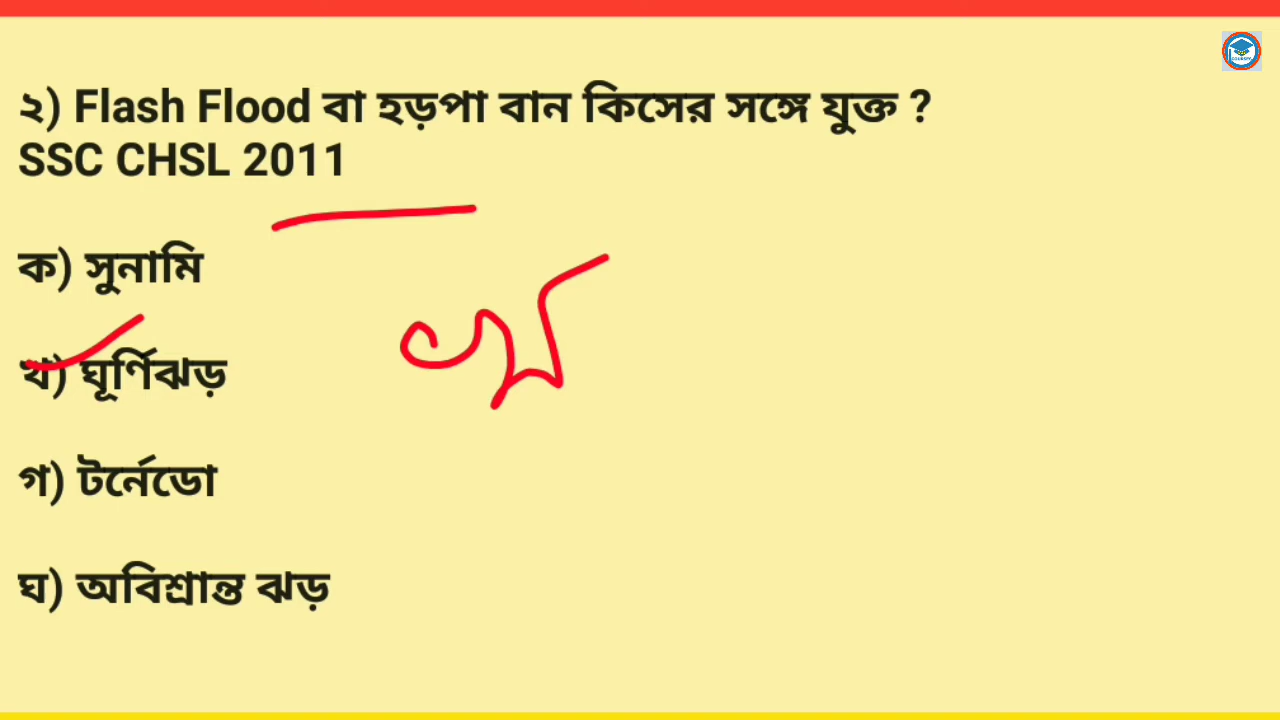 ২) Flash Flood বা হড়পা বান কিসের সঙ্গে যুক্ত ?
SSC CHSL 2011
ক) সুনামি
খ) ঘূর্ণিঝড়
গ) টর্নেডো
ঘ) অবিশ্রান্ত ঝড়